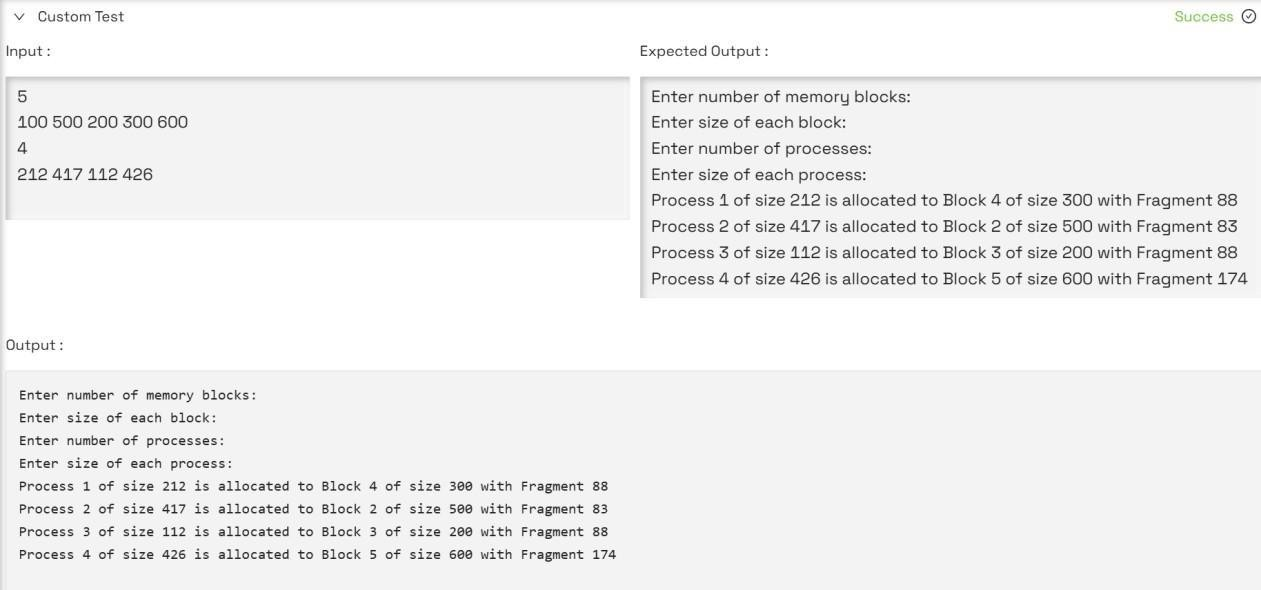 Custom Test
Success
Input :
Expected Output :
5
100 500 200 300 600
4
212 417 112 426
Enter number of memory blocks:
Enter size of each block:
Enter number of processes:
Enter size of each process:
Process 1 of size 212 is allocated to Block 4 of size 300 with Fragment 88
Process 2 of size 417 is allocated to Block 2 of size 500 with Fragment 83
Process 3 of size 112 is allocated to Block 3 of size 200 with Fragment 88
Process 4 of size 426 is allocated to Block 5 of size 600 with Fragment 174
Output :
Enter number of memory blocks:
Enter size of each block:
Enter number of processes:
Enter size of each process:
Process 1 of size 212 is allocated to Block 4 of size 300 with Fragment 88
Process 2 of size 417 is allocated to Block 2 of size 500 with Fragment 83
Process 3 of size 112 is allocated to Block 3 of size 200 with Fragment 88
Process 4 of size 426 is allocated to Block 5 of size 600 with Fragment 174